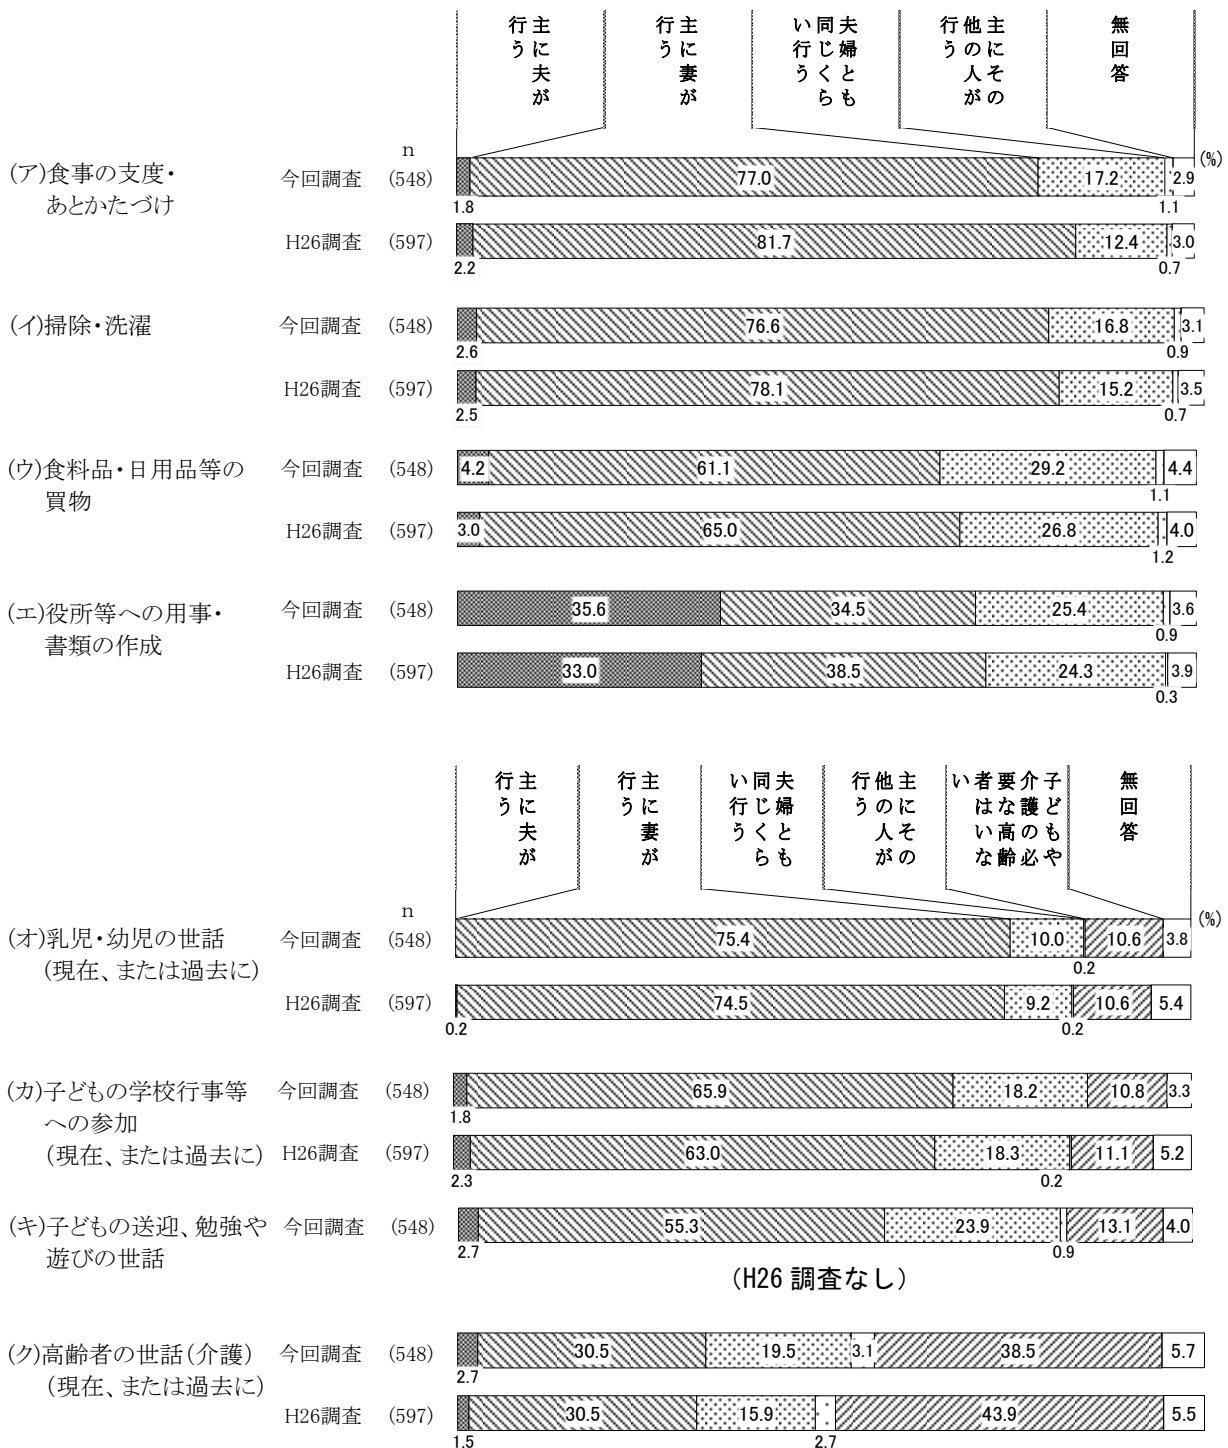 主に夫が行う
主に妻が行う
夫婦とも同じくらい行う
主にその他の人が行う
無回答
n
(%)
(ア)食事の支度・
あとかたづけ
今回調査 (548) 1.8 77.0 17.2 1.1 2.9
H26調査 (597) 2.2 81.7 12.4 0.7 3.0
(イ)掃除・洗濯 今回調査 (548) 2.6 76.6 16.8 0.9 3.1
H26調査 (597) 2.5 78.1 15.2 0.7 3.5
(ウ)食料品・日用品等の
買物
今回調査 (548) 4.2 61.1 29.2 1.1 4.4
H26調査 (597) 3.0 65.0 26.8 1.2 4.0
(エ)役所等への用事・
書類の作成
今回調査 (548) 35.6 34.5 25.4 0.9 3.6
H26調査 (597) 33.0 38.5 24.3 0.3 3.9
主に夫が行う
主に妻が行う
夫婦とも同じくらい行う
主にその他の人が行う
子どもや介護の必要な高齢者はいない
無回答
n
(%)
(オ)乳児・幼児の世話
(現在、または過去に)
今回調査 (548) 75.4 10.0 0.2 10.6 3.8
H26調査 (597) 0.2 74.5 9.2 0.2 10.6 5.4
(カ)子どもの学校行事等
への参加
(現在、または過去に)
今回調査 (548) 1.8 65.9 18.2 10.8 3.3
H26調査 (597) 2.3 63.0 18.3 0.2 11.1 5.2
(キ)子どもの送迎、勉強や
遊びの世話
今回調査 (548) 2.7 55.3 23.9 0.9 13.1 4.0
(H26 調査なし)
(ク)高齢者の世話(介護)
(現在、または過去に)
今回調査 (548) 2.7 30.5 19.5 3.1 38.5 5.7
H26調査 (597) 1.5 30.5 15.9 2.7 43.9 5.5